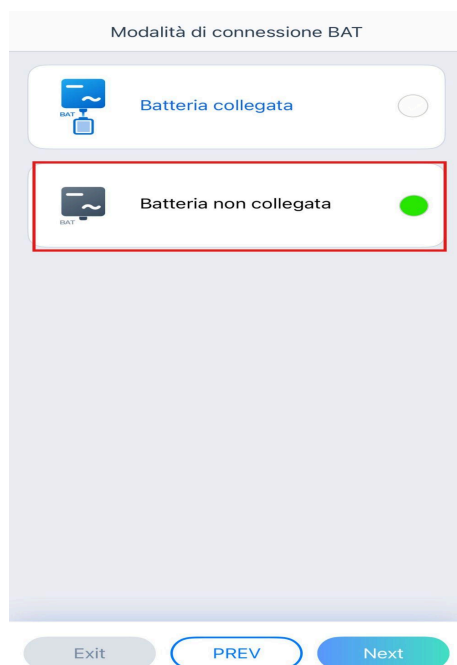 Modalità di connessione BAT
Batteria collegata
BAT
Batteria non collegata
BAT
Exit
PREV
Next